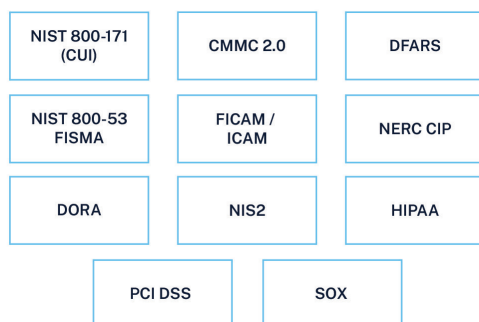 NIST 800-171
(CUI)
CMMC 2.0
DFARS
NIST 800-53
FISMA
FICAM /
ICAM
NERC CIP
DORA
NIS2
HIPAA
PCI DSS
SOX